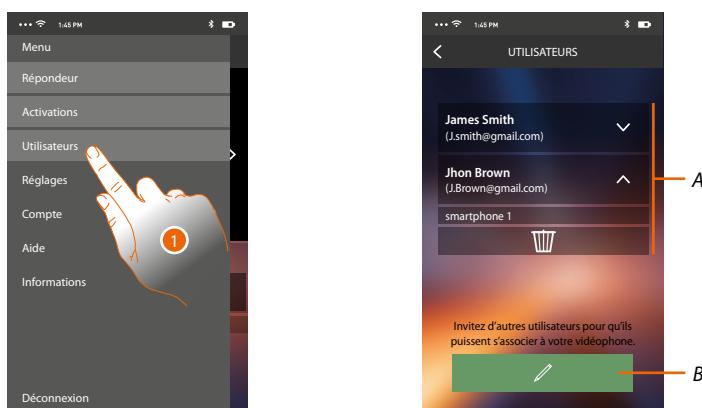 1:45 PM
Menu
Répondeur
Activations
Utilisateurs
Réglages
Compte
Aide
Informations
Déconnexion
1
1:45 PM
UTILISATEURS
James Smith
(J.smith@gmail.com)
Jhon Brown
(J.Brown@gmail.com)
smartphone 1
Invitez d'autres utilisateurs pour qu'ils
puissent s'associer à votre vidéophone.
A
B